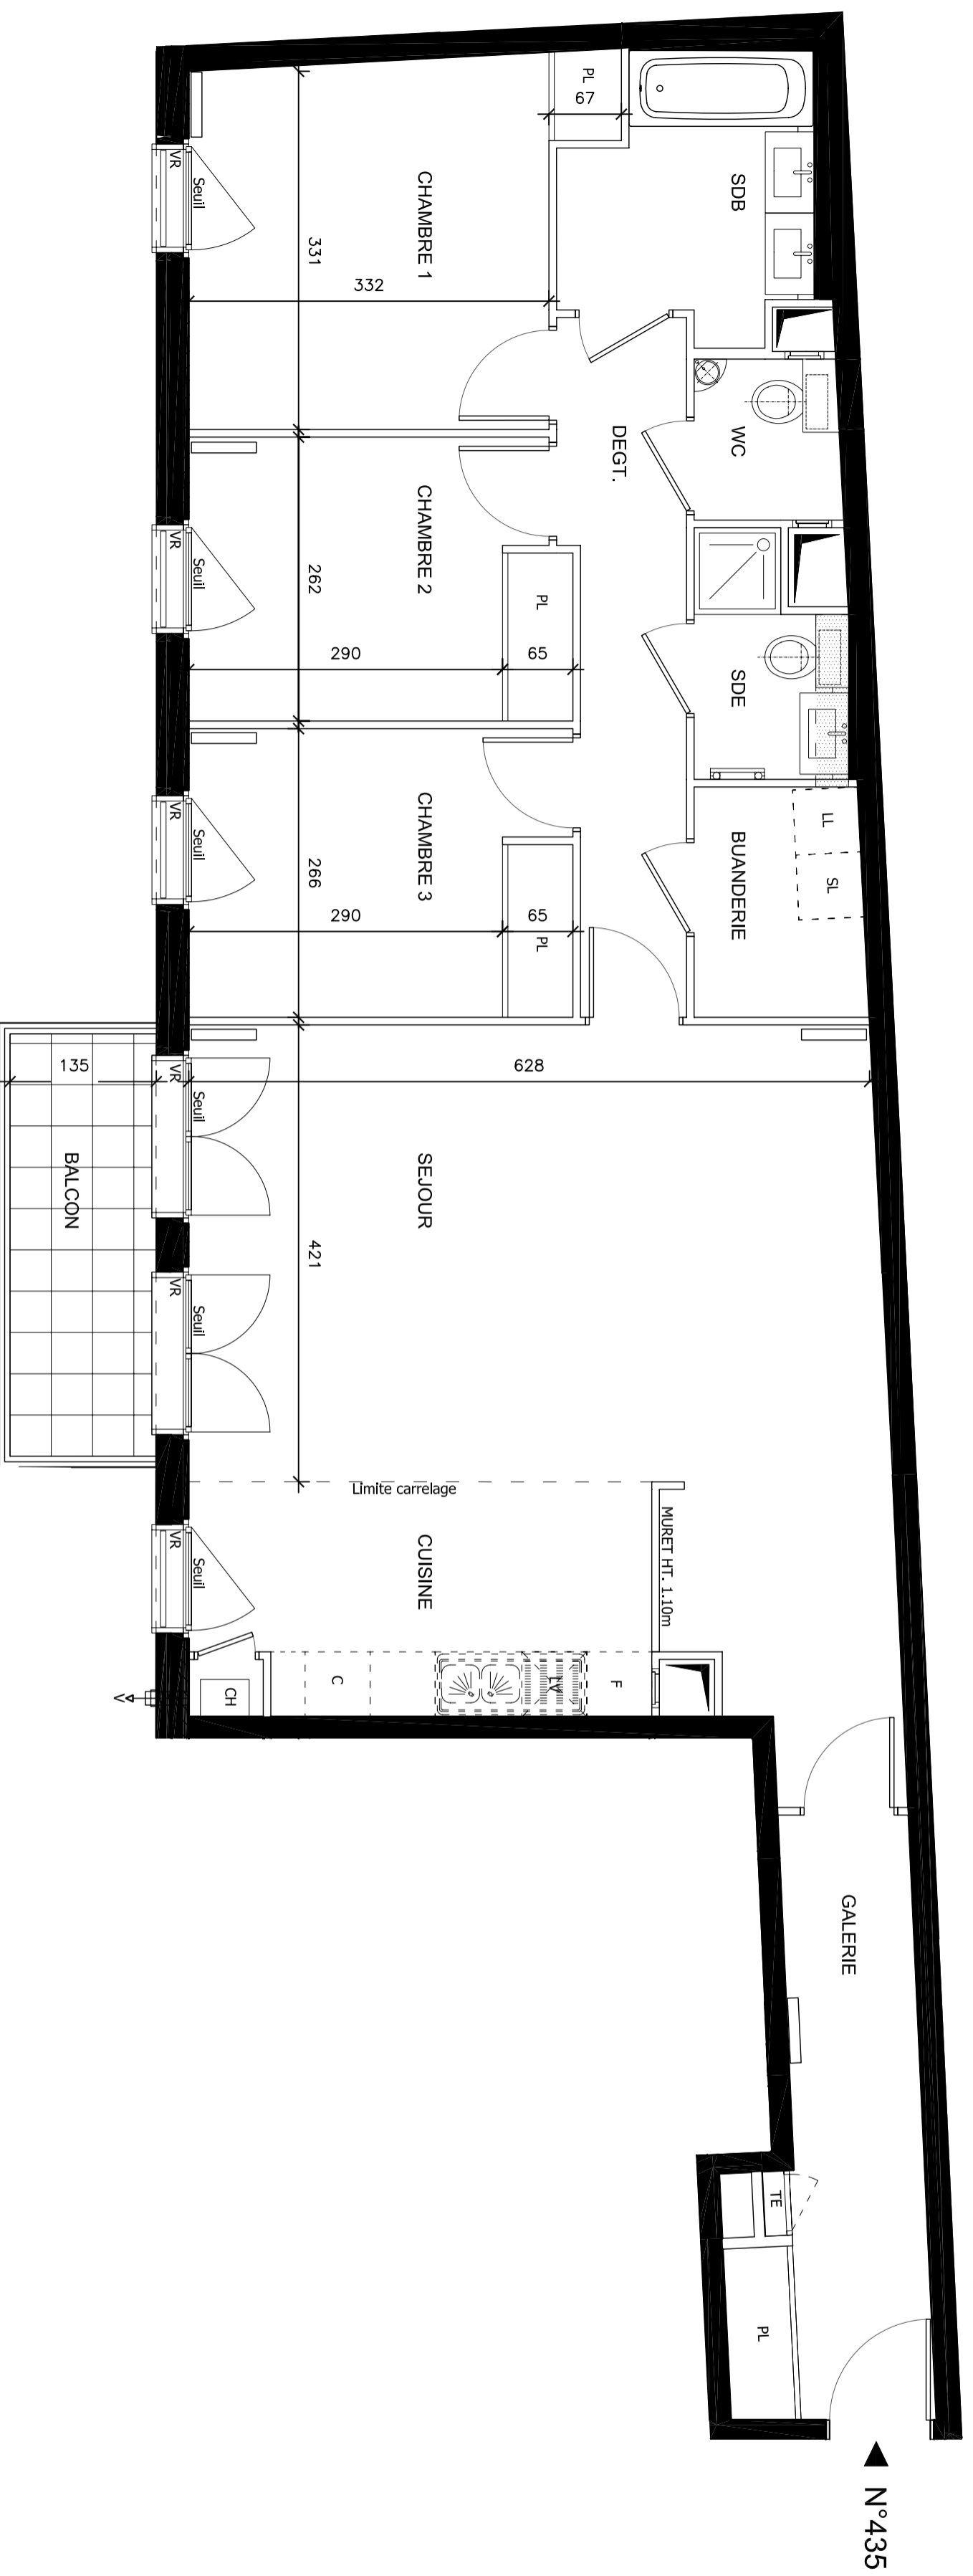 PL
67
SDB
VR
Seuil
CHAMBRE 1
331
332
WC
DEGT.
VR
Seuil
CHAMBRE 2
262
PL
290
65
SDE
VR
Seuil
CHAMBRE 3
266
290
65
PL
LL
SL
BUANDERIE
135
628
VR
Seuil
BALCON
SEJOUR
421
VR
Seuil
Limite carrelage
MURET HT. 1.10m
CUISINE
VR
Seuil
CH
C
LV
F
V
GALERIE
TE
PL
N°435